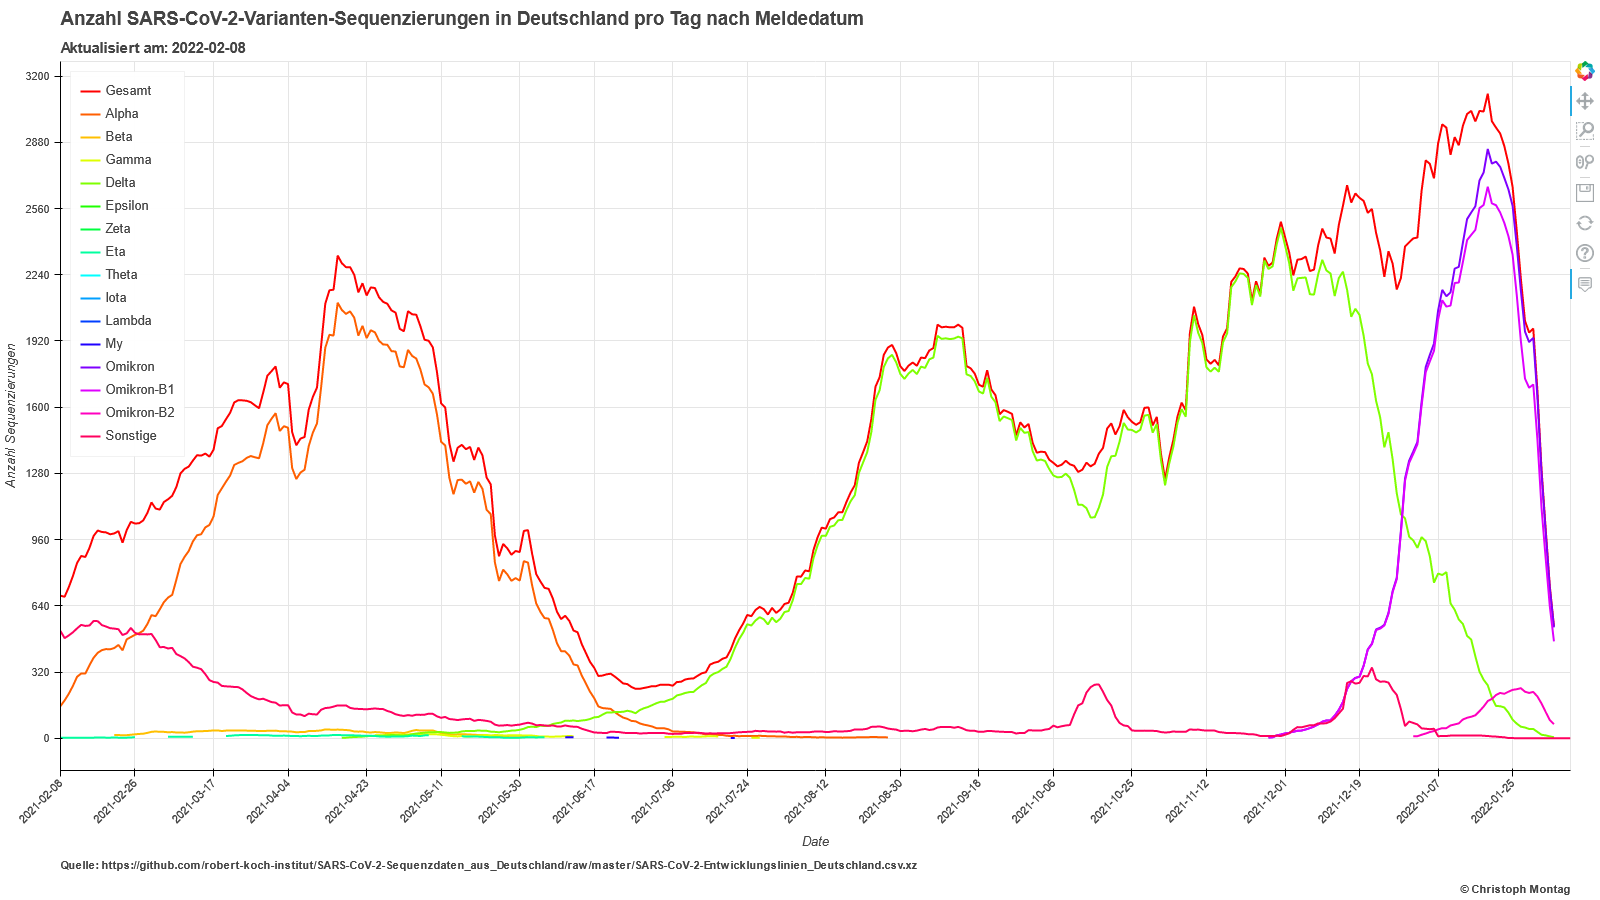 Anzahl SARS-CoV-2-Varianten-Sequenzierungen in Deutschland pro Tag nach Meldedatum
Aktualisiert am: 2022-02-08
3200
2880
2560
2240
1920
1600
1280
960
640
320
0
Anzahl Sequenzierungen
Gesamt
Alpha
Beta
Gamma
Delta
Epsilon
Zeta
Eta
Theta
Iota
Lambda
My
Omikron
Omikron-B1
Omikron-B2
Sonstige
2021-02-08
2021-02-26
2021-03-17
2021-04-04
2021-04-23
2021-05-11
2021-05-30
2021-06-17
2021-07-06
2021-07-24
2021-08-12
2021-08-30
2021-09-18
2021-10-06
2021-10-25
2021-11-12
2021-12-01
2021-12-19
2022-01-07
2022-01-25
Date
Quelle: https://github.com/robert-koch-institut/SARS-CoV-2-Sequenzdaten_aus_Deutschland/raw/master/SARS-CoV-2-Entwicklungslinien_Deutschland.csv.xz
© Christoph Montag